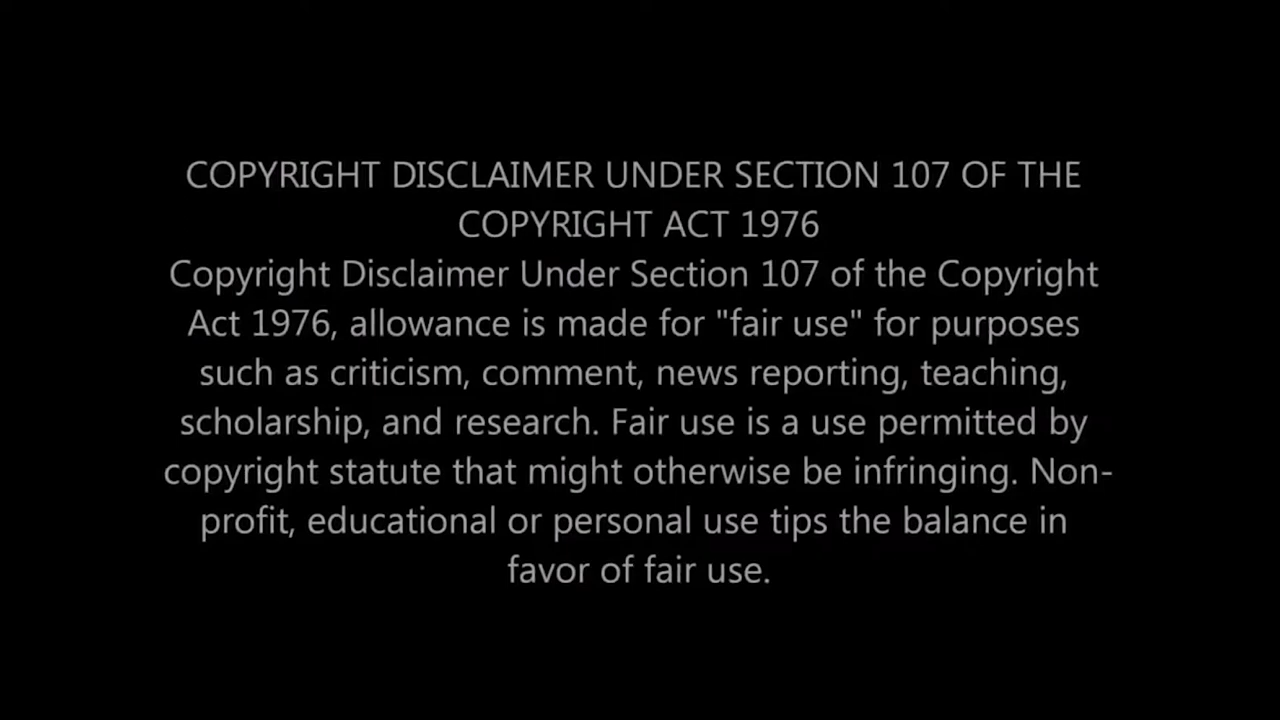 COPYRIGHT DISCLAIMER UNDER SECTION 107 OF THE
COPYRIGHT ACT 1976
Copyright Disclaimer Under Section 107 of the Copyright
Act 1976, allowance is made for "fair use" for purposes
such as criticism, comment, news reporting, teaching,
scholarship, and research. Fair use is a use permitted by
copyright statute that might otherwise be infringing. Non-
profit, educational or personal use tips the balance in
favor of fair use.